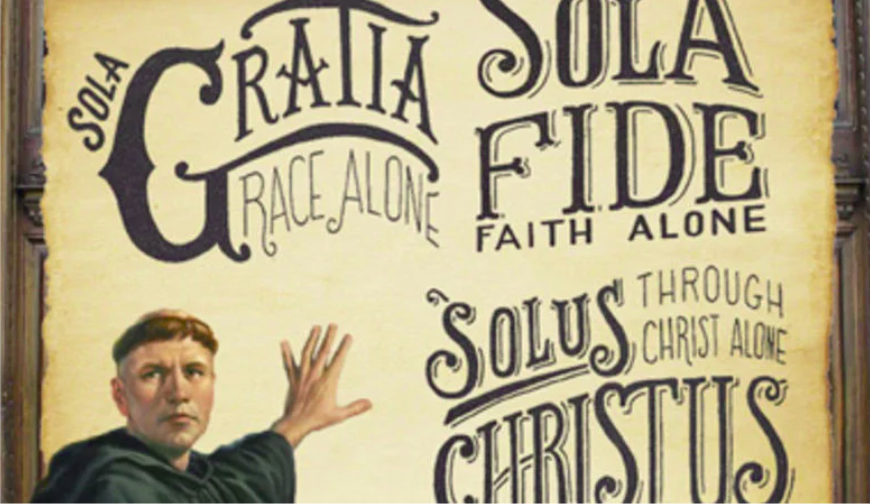 SOLA
GRATIA
GRACE ALONE
SOLA
FIDE
FAITH ALONE
SOLUS
THROUGH
CHRIST ALONE
CHRISTUS